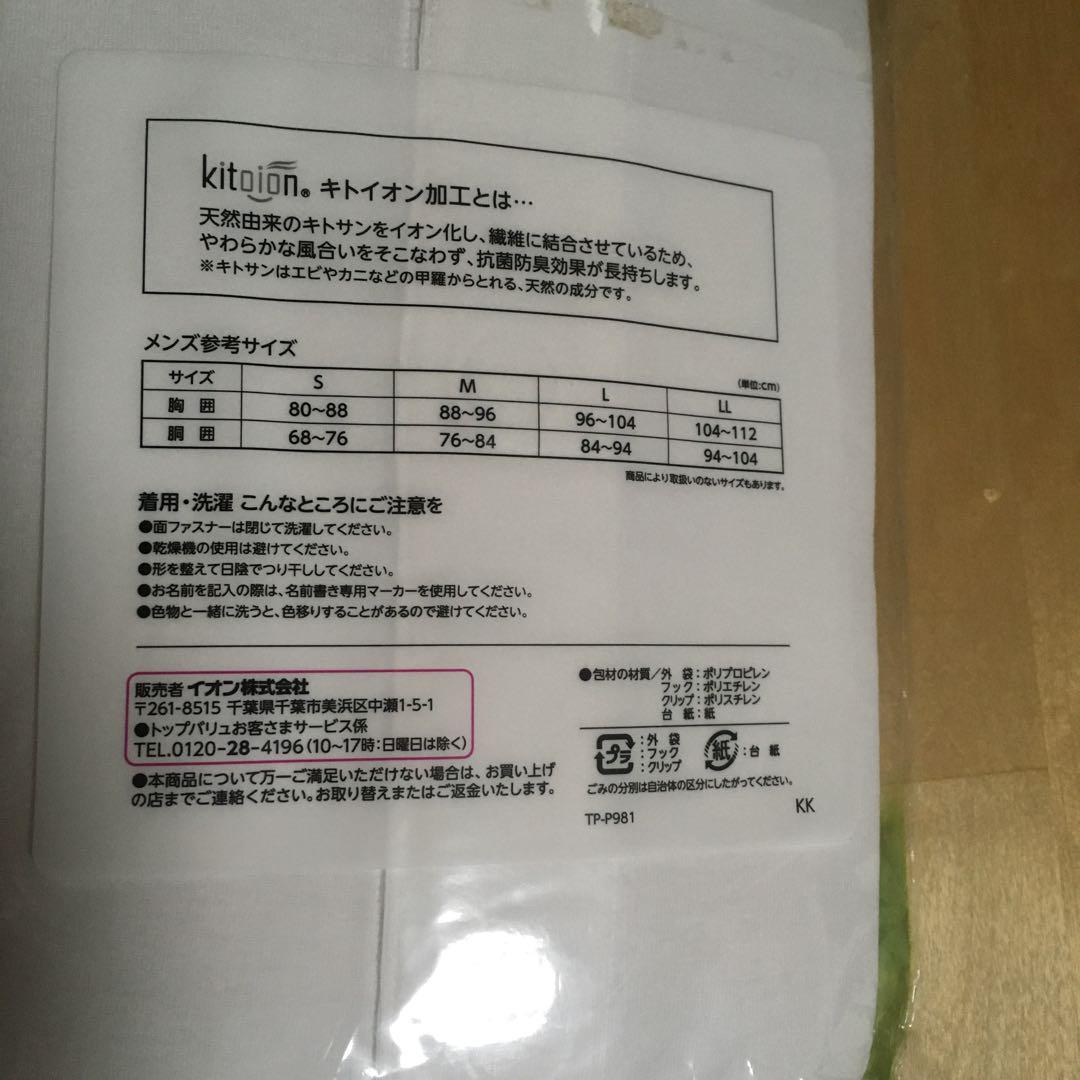 kitoion® キトイオン加工とは…
天然由来のキトサンをイオン化し、繊維に結合させているため、
やわらかな風合いをそこなわず、抗菌防臭効果が長持ちします。
※キトサンはエビやカニなどの甲羅からとれる、天然の成分です。
メンズ参考サイズ
(単位:cm)
サイズ S M L LL
胸囲 80~88 88~96 96~104 104~112
胴囲 68~76 76~84 84~94 94~104
商品により取扱いのないサイズもあります。
着用・洗濯 こんなところにご注意を
●面ファスナーは閉じて洗濯してください。
●乾燥機の使用は避けてください。
●形を整えて日陰でつり干ししてください。
●お名前を記入の際は、名前書き専用マーカーを使用してください。
●色物と一緒に洗うと、色移りすることがあるので避けてください。
販売者 イオン株式会社
〒261-8515 千葉県千葉市美浜区中瀬1-5-1
●トップバリュお客さまサービス係
TEL.0120-28-4196(10~17時:日曜日は除く)
●本商品について万一ご満足いただけない場合は、お買い上げ
の店までご連絡ください。お取り替えまたはご返金いたします。
●包材の材質/外袋:ポリプロピレン
フック:ポリエチレン
クリップ:ポリスチレン
台紙:紙
プラ:外袋
:フック
:クリップ
紙:台紙
ごみの分別は自治体の区分にしたがってください。
TP-P981
KK